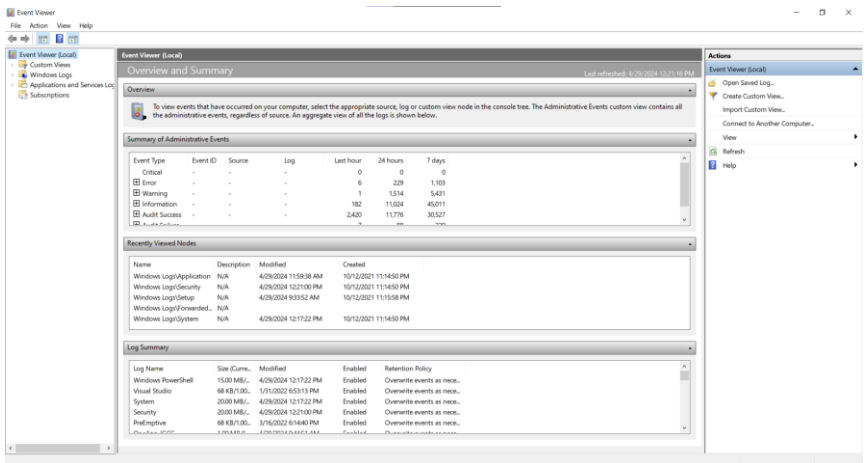 Event Viewer
File Action View Help
Event Viewer (Local)
Custom Views
Windows Logs
Applications and Services Log
Subscriptions
Event Viewer (Local)
Overview and Summary Last refreshed: 4/29/2024 12:21:16 PM
Overview
To view events that have occurred on your computer, select the appropriate source, log or custom view node in the console tree. The Administrative Events custom view contains all
the administrative events, regardless of source. An aggregate view of all the logs is shown below.
Summary of Administrative Events
Event Type Event ID Source Log Last hour 24 hours 7 days
Critical - - - 0 0 0
Error - - - 6 229 1,103
Warning - - - 1 1,514 5,431
Information - - - 182 11,024 45,011
Audit Success - - - 2,420 11,776 30,527
Recently Viewed Nodes
Name Description Modified Created
Windows Logs\Application N/A 4/29/2024 11:59:38 AM 10/12/2021 11:14:50 PM
Windows Logs\Security N/A 4/29/2024 12:21:00 PM 10/12/2021 11:14:50 PM
Windows Logs\Setup N/A 4/29/2024 9:33:52 AM 10/12/2021 11:15:58 PM
Windows Logs\Forwarded... N/A
Windows Logs\System N/A 4/29/2024 12:17:22 PM 10/12/2021 11:14:50 PM
Log Summary
Log Name Size (Curre... Modified Enabled Retention Policy
Windows PowerShell 15.00 MB/... 4/29/2024 12:17:22 PM Enabled Overwrite events as nece...
Visual Studio 68 KB/1.00... 1/31/2022 6:53:13 PM Enabled Overwrite events as nece...
System 20.00 MB/... 4/29/2024 12:17:22 PM Enabled Overwrite events as nece...
Security 20.00 MB/... 4/29/2024 12:21:00 PM Enabled Overwrite events as nece...
PreEmptive 68 KB/1.00... 3/16/2022 6:14:40 PM Enabled Overwrite events as nece...
Actions
Event Viewer (Local)
Open Saved Log...
Create Custom View...
Import Custom View...
Connect to Another Computer...
View
Refresh
Help